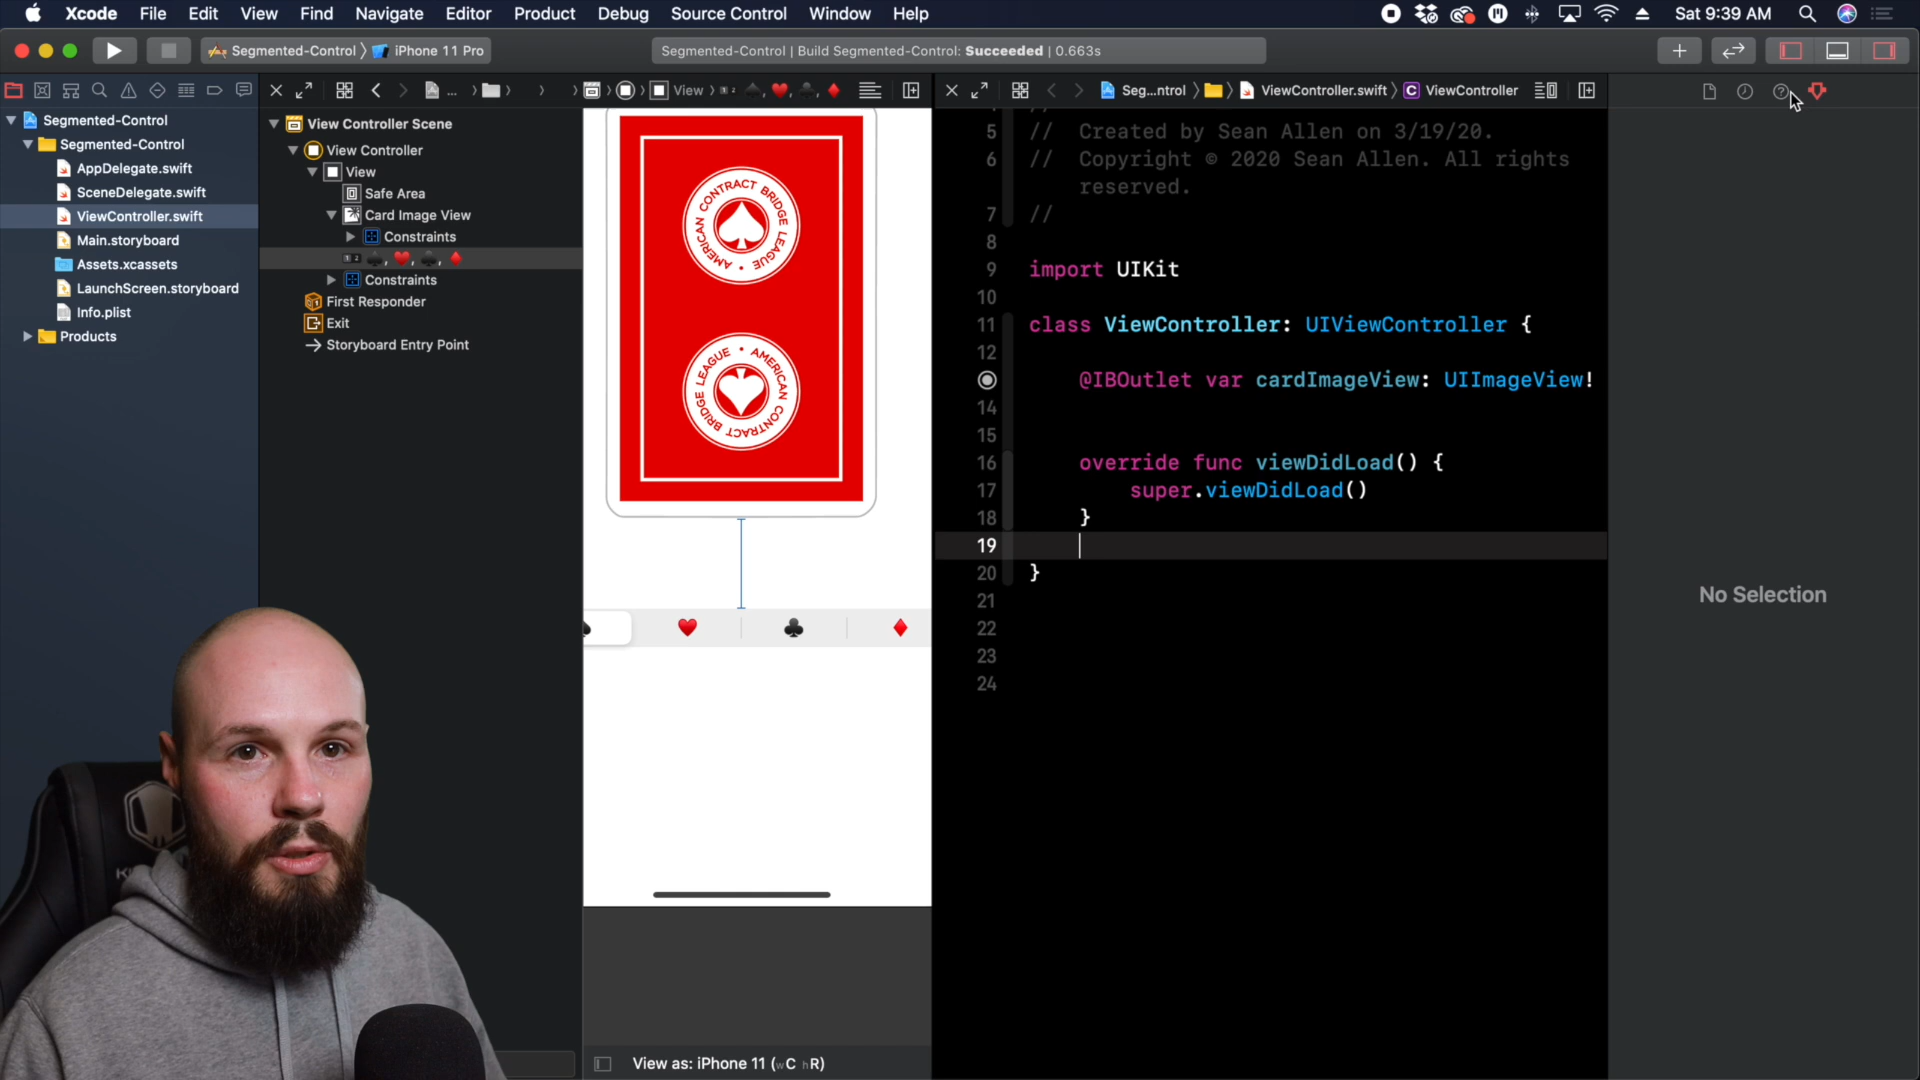 Xcode File Edit View Find Navigate Editor Product Debug Source Control Window Help Sat 9:39 AM
Segmented-Control iPhone 11 Pro Segmented-Control | Build Segmented-Control: Succeeded | 0.663s
View
Seg...ntrol ViewController.swift C ViewController
Segmented-Control
Segmented-Control
AppDelegate.swift
SceneDelegate.swift
ViewController.swift
Main.storyboard
Assets.xcassets
LaunchScreen.storyboard
Info.plist
Products
View Controller Scene
View Controller
View
Safe Area
Card Image View
Constraints
♠️, ♥️, ♣️, ♦️
Constraints
First Responder
Exit
Storyboard Entry Point
AMERICAN CONTRACT BRIDGE LEAGUE •
AMERICAN CONTRACT BRIDGE LEAGUE •
View as: iPhone 11 (wC hR)
5 // Created by Sean Allen on 3/19/20.
6 // Copyright © 2020 Sean Allen. All rights
reserved.
7 //
8
9 import UIKit
10
11 class ViewController: UIViewController {
12
@IBOutlet var cardImageView: UIImageView!
14
15
16 override func viewDidLoad() {
17 super.viewDidLoad()
18 }
19
20 }
21
22
23
24
No Selection